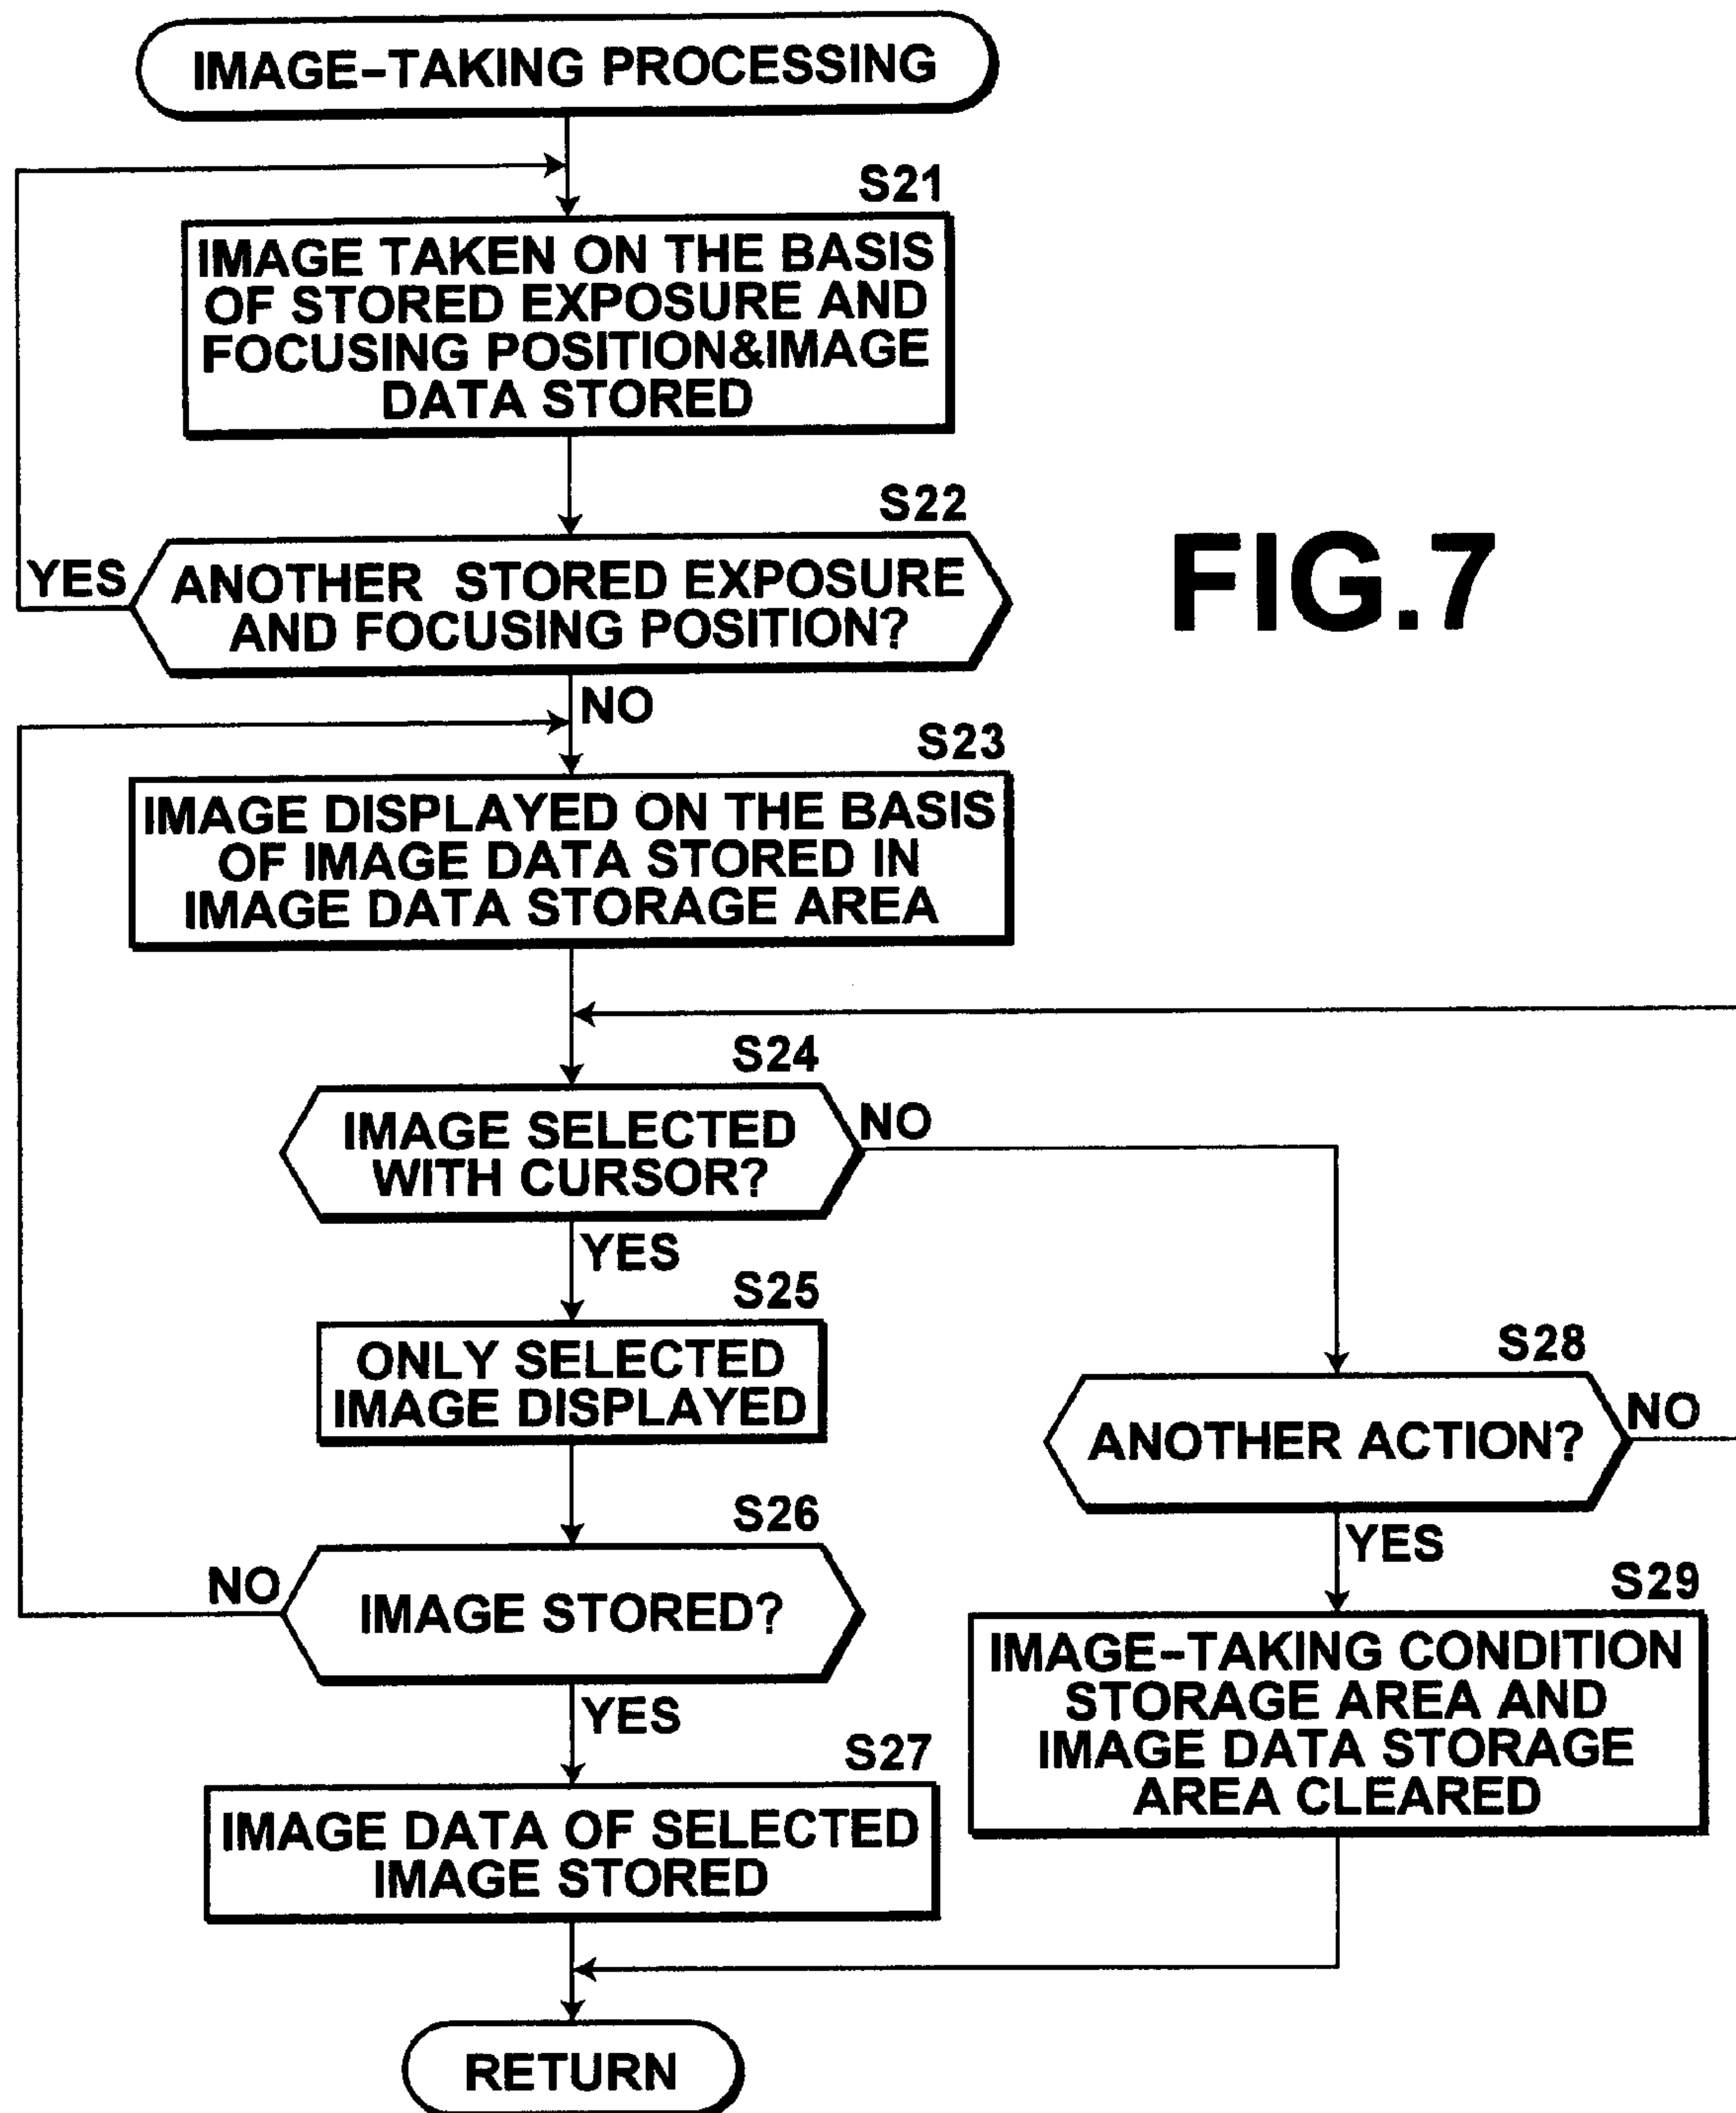 IMAGE-TAKING PROCESSING
S21
IMAGE TAKEN ON THE BASIS
OF STORED EXPOSURE AND
FOCUSING POSITION&IMAGE
DATA STORED
S22
YES
ANOTHER STORED EXPOSURE
AND FOCUSING POSITION?
FIG.7
NO
S23
IMAGE DISPLAYED ON THE BASIS
OF IMAGE DATA STORED IN
IMAGE DATA STORAGE AREA
S24
IMAGE SELECTED
WITH CURSOR?
NO
YES
S25
ONLY SELECTED
IMAGE DISPLAYED
S28
ANOTHER ACTION?
NO
YES
S26
NO
IMAGE STORED?
YES
S29
IMAGE-TAKING CONDITION
STORAGE AREA AND
IMAGE DATA STORAGE
AREA CLEARED
S27
IMAGE DATA OF SELECTED
IMAGE STORED
RETURN